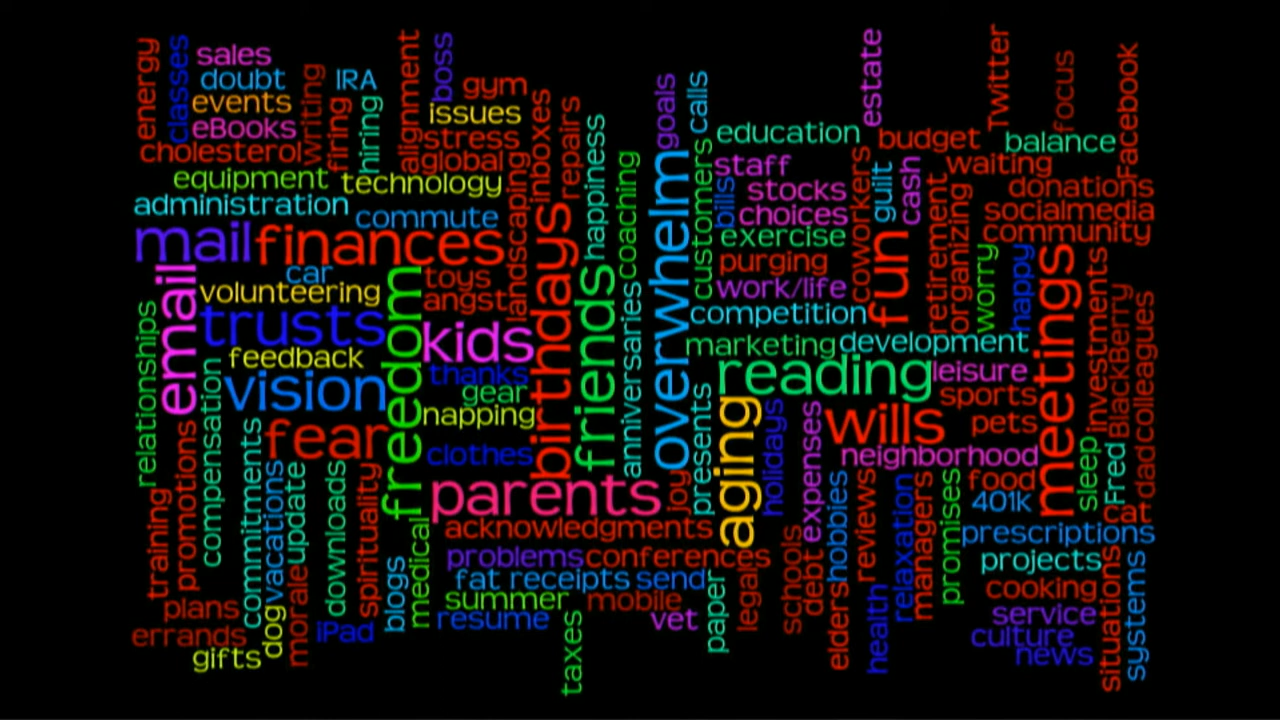 energy
classes
sales
doubt
events
eBooks
cholesterol
writing
IRA
firing
hiring
alignment
boss
gym
issues
stress
global
inboxes
repairs
landscaping
equipment
technology
administration
commute
mail
finances
car
toys
angst
volunteering
trusts
email
relationships
feedback
vision
compensation
fear
freedom
kids
thanks
gear
napping
clothes
birthdays
friends
happiness
coaching
anniversaries
overwhelm
goals
calls
customers
parents
joy
presents
acknowledgments
problems
conferences
fat
receipts
send
summer
mobile
resume
vet
taxes
paper
legal
training
promotions
commitments
vacations
update
downloads
spirituality
medical
blogs
plans
errands
gifts
dog
morale
iPad
estate
education
budget
Twitter
focus
Facebook
balance
staff
bills
stocks
choices
exercise
purging
work/life
competition
coworkers
guilt
cash
waiting
donations
socialmedia
community
retirement
organizing
fun
worry
happy
meetings
investments
BlackBerry
colleagues
marketing
development
reading
leisure
sports
pets
wills
aging
holidays
expenses
neighborhood
food
401k
sleep
Fred
dad
cat
prescriptions
projects
cooking
service
culture
news
situations
systems
schools
debt
elders
hobbies
reviews
health
relaxation
managers
promises